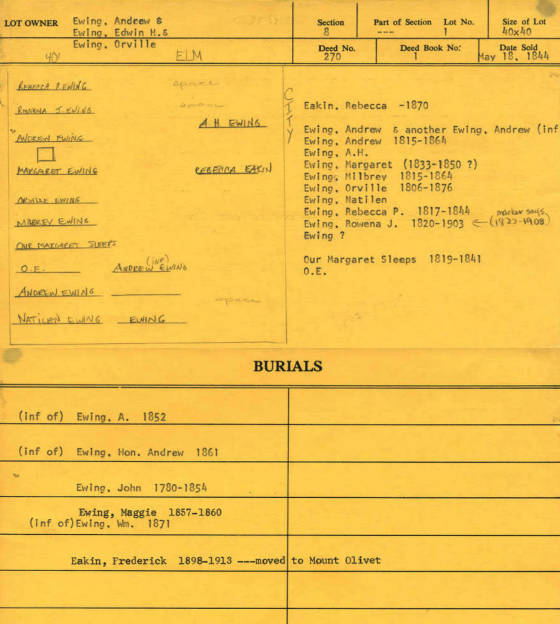 LOT OWNER Ewing, Andrew &
Ewing, Edwin H.&
Ewing, Orville
ELM
Section
8
Part of Section
---
Lot No.
1
Size of Lot
40x40
Deed No.
270
Deed Book No:
1
Date Sold
May 18, 1844
REBECCA P. EWING
space
ROWENA J. EWING
space
A H EWING
ANDREW EWING
MARGARET EWING
REBECCA EAKIN
ORVILLE EWING
MILBREY EWING
OUR MARGARET SLEEPS
O.E.
ANDREW EWING (INF)
ANDREW EWING
space
NATILEN EWING
EWING
CITY
Eakin, Rebecca -1870
Ewing, Andrew & another Ewing, Andrew (inf
Ewing, Andrew 1815-1864
Ewing, A.H.
Ewing, Margaret (1833-1850 ?)
Ewing, Milbrey 1815-1864
Ewing, Orville 1806-1876
Ewing, Natilen
Ewing, Rebecca P. 1817-1844
Ewing, Rowena J. 1820-1903 ← marker says (1822-1908)
Ewing ?
Our Margaret Sleeps 1819-1841
O.E.
BURIALS
(inf of) Ewing, A. 1852
(inf of) Ewing, Hon. Andrew 1861
Ewing, John 1780-1854
Ewing, Maggie 1857-1860
(inf of)Ewing, Wm. 1871
Eakin, Frederick 1898-1913 ---moved to Mount Olivet